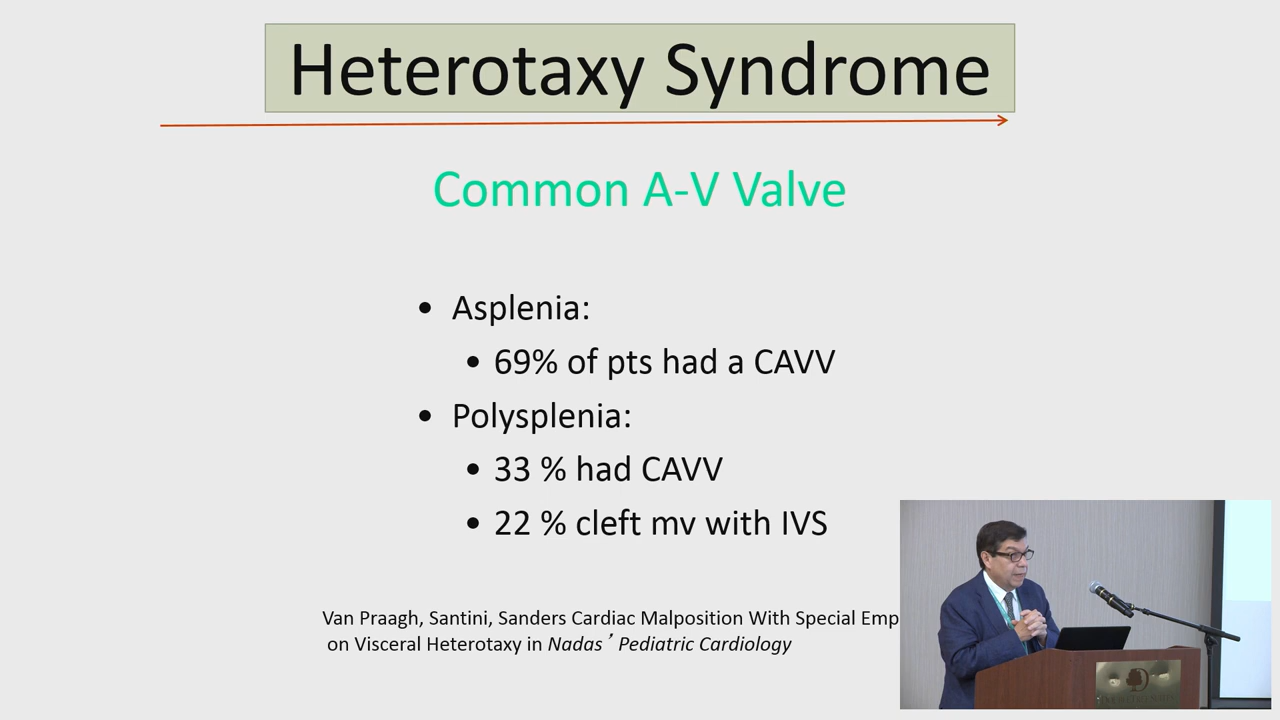 Heterotaxy Syndrome
Common A-V Valve
• Asplenia:
• 69% of pts had a CAVV
• Polysplenia:
• 33 % had CAVV
• 22 % cleft mv with IVS
Van Praagh, Santini, Sanders Cardiac Malposition With Special Emp
on Visceral Heterotaxy in Nadas’ Pediatric Cardiology